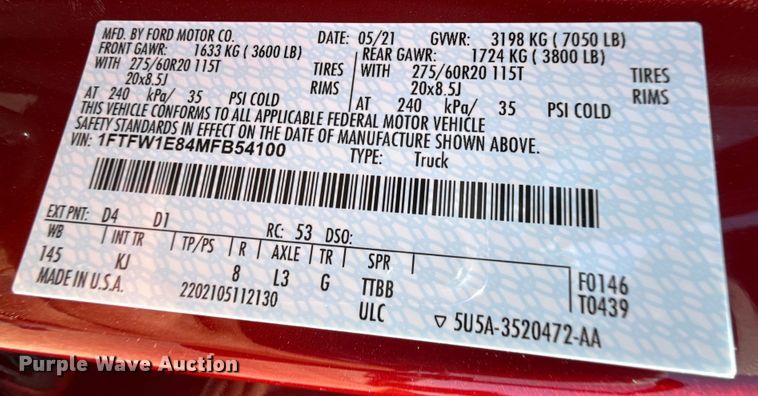 MFD. BY FORD MOTOR CO. DATE: 05/21 GVWR: 3198 KG ( 7050 LB)
FRONT GAWR: 1633 KG ( 3600 LB) REAR GAWR: 1724 KG ( 3800 LB)
WITH 275/60R20 115T TIRES WITH 275/60R20 115T TIRES
20x8.5J RIMS 20x8.5J RIMS
AT 240 kPa/ 35 PSI COLD AT 240 kPa/ 35 PSI COLD
THIS VEHICLE CONFORMS TO ALL APPLICABLE FEDERAL MOTOR VEHICLE
SAFETY STANDARDS IN EFFECT ON THE DATE OF MANUFACTURE SHOWN ABOVE.
VIN: 1FTFW1E84MFB54100 TYPE: Truck
EXT PNT: D4 D1 RC: 53 DSO:
WB INT TR TP/PS R AXLE TR SPR
145 KJ 8 L3 G TTBB F0146
MADE IN U.S.A. 2202105112130 ULC T0439
▽ 5U5A-3520472-AA
Purple Wave Auction